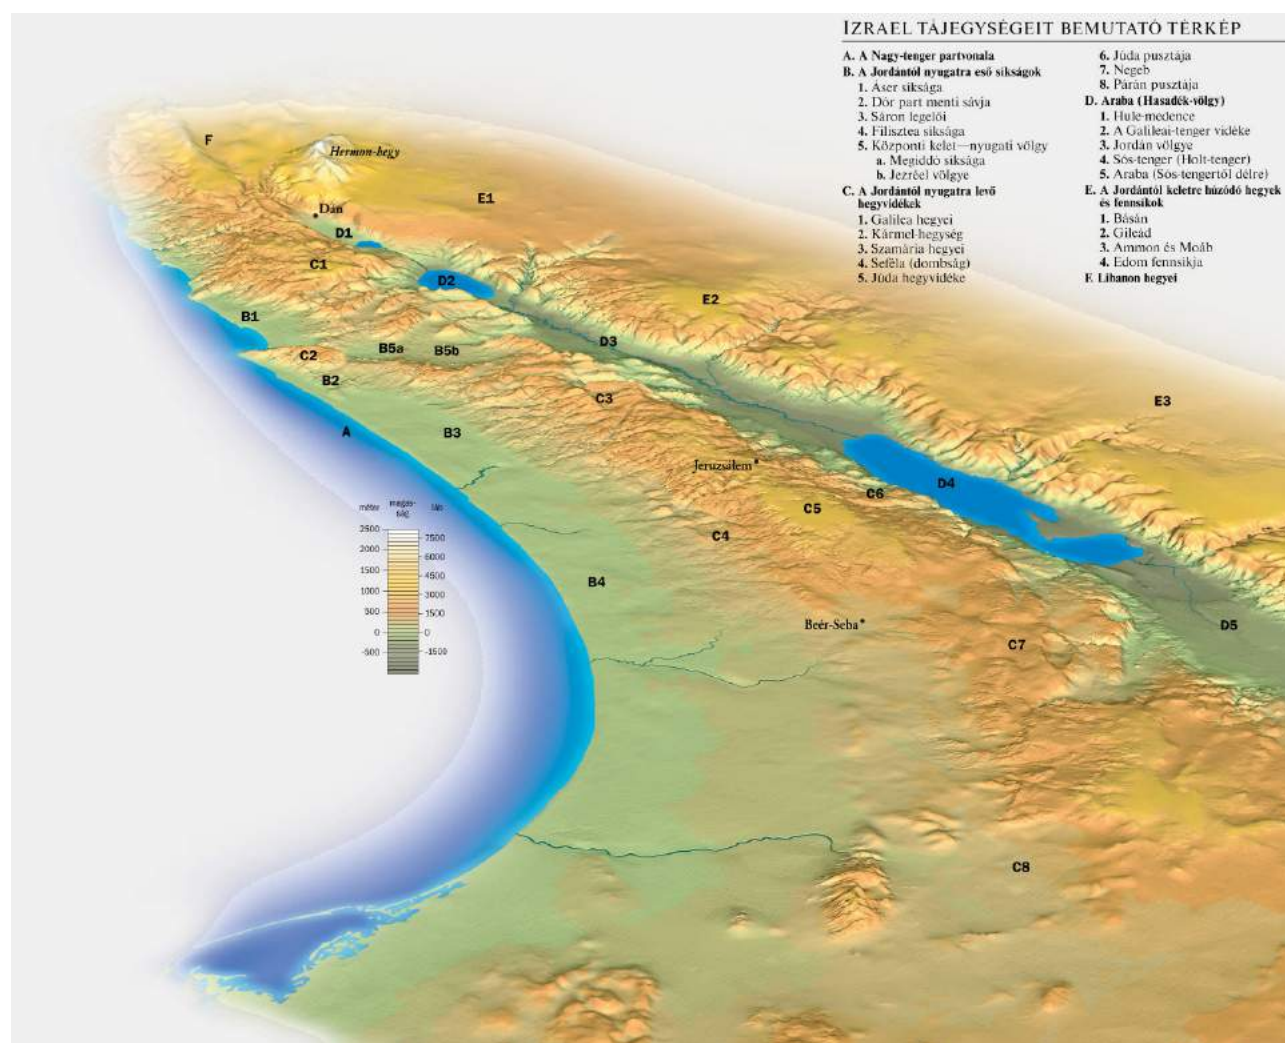 IZRAEL TÁJEGYSÉGEIT BEMUTATÓ TÉRKÉP
A. A Nagy-tenger partvonala
B. A Jordántól nyugatra eső síkságok
1. Áser síksága
2. Dór part menti sávja
3. Sáron legelői
4. Filisztea síksága
5. Központi kelet—nyugati völgy
a. Megiddó síksága
b. Jezréel völgye
C. A Jordántól nyugatra levő
hegyvidékek
1. Galilea hegyei
2. Kármel-hegység
3. Szamária hegyei
4. Seféla (dombság)
5. Júda hegyvidéke
6. Júda pusztája
7. Negeb
8. Párán pusztája
D. Araba (Hasadék-völgy)
1. Hule-medence
2. A Galileai-tenger vidéke
3. Jordán völgye
4. Sós-tenger (Holt-tenger)
5. Araba (Sós-tengertől délre)
E. A Jordántól keletre húzódó hegyek
és fennsíkok
1. Básán
2. Gileád
3. Ammon és Moáb
4. Edom fennsíkja
F. Libanon hegyei
F
Hermon-hegy
E1
Dán
D1
C1
D2
E2
B1
D3
C2
B5a
B5b
B2
C3
E3
A
B3
Jeruzsálem
D4
C6
C5
C4
méter
magas-
ság
láb
2500
7500
2000
6000
1500
4500
1000
3000
500
1500
0
0
-500
-1500
B4
Beér-Seba
D5
C7
C8